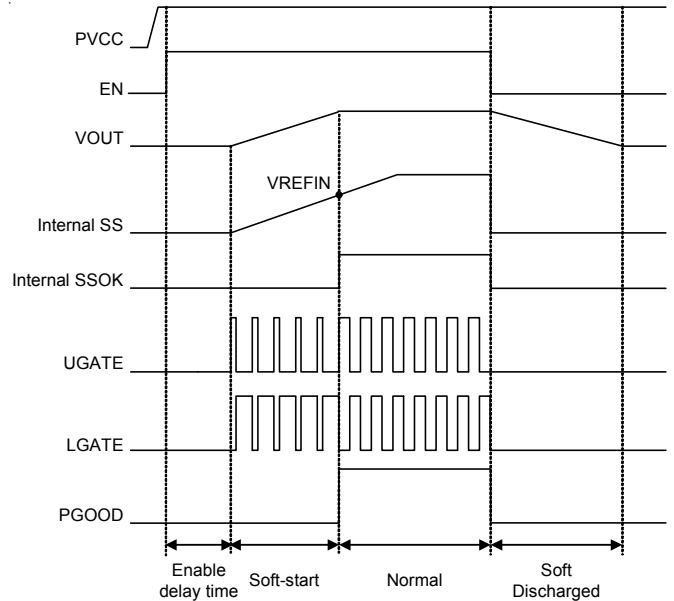 PVCC
EN
VOUT
VREFIN
Internal SS
Internal SSOK
UGATE
LGATE
PGOOD
Enable
delay time
Soft-start
Normal
Soft
Discharged